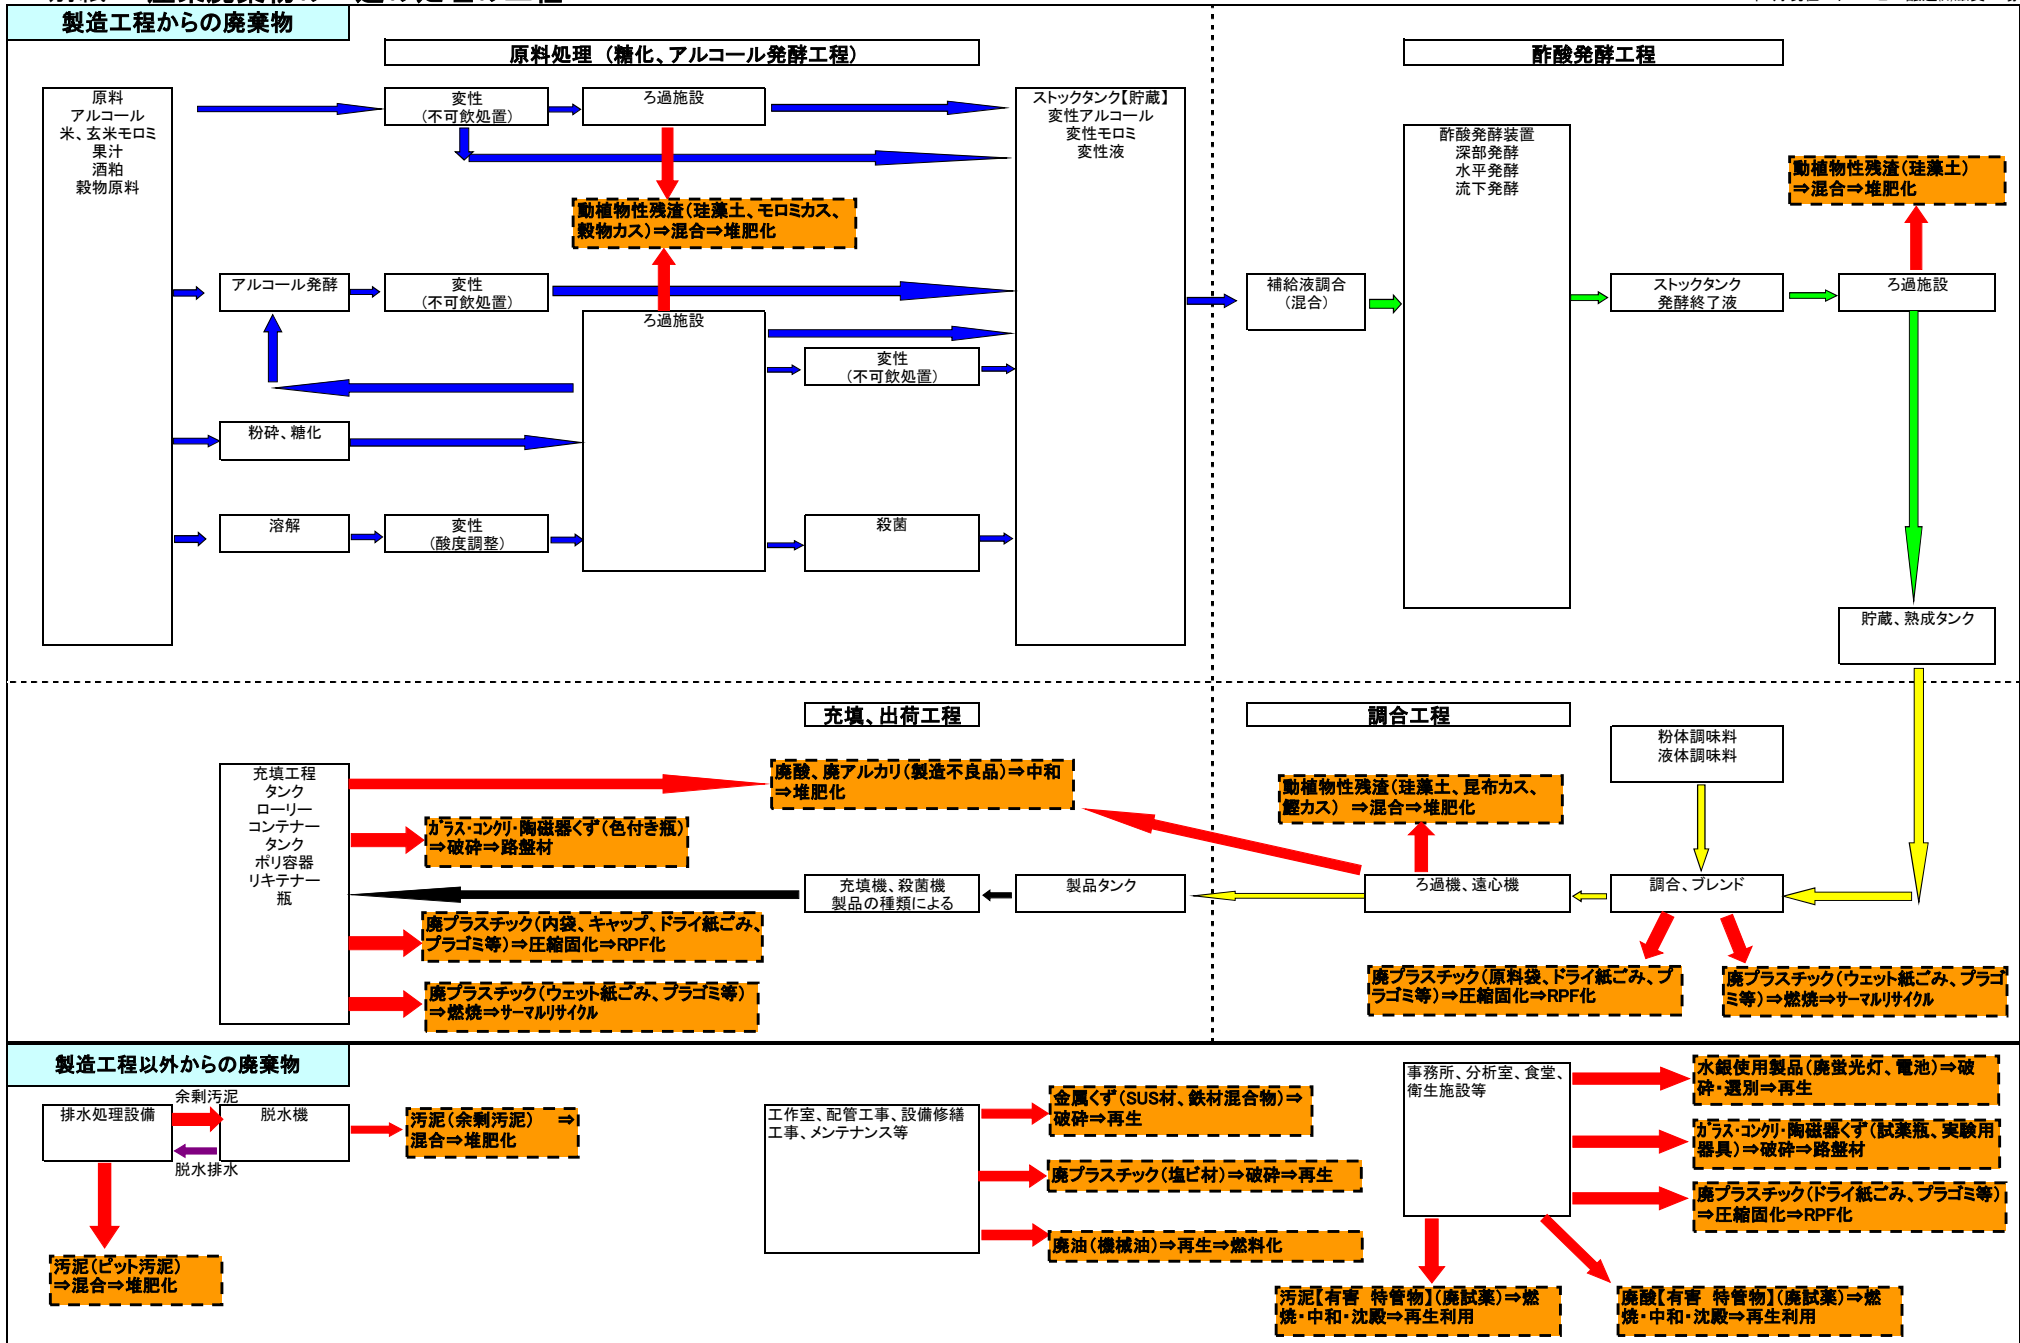 製造工程からの廃棄物
原料処理 (糖化、アルコール発酵工程)
酢酸発酵工程
原料
アルコール
米、玄米モロミ
果汁
酒粕
穀物原料
変性
(不可飲処置)
ろ過施設
ストックタンク【貯蔵】
変性アルコール
変性モロミ
変性液
酢酸発酵装置
深部発酵
水平発酵
流下発酵
動植物性残渣(珪藻土)
⇒混合⇒堆肥化
動植物性残渣(珪藻土、モロミカス、
穀物カス)⇒混合⇒堆肥化
アルコール発酵
変性
(不可飲処置)
ろ過施設
補給液調合
(混合)
ストックタンク
発酵終了液
ろ過施設
変性
(不可飲処置)
粉砕、糖化
溶解
変性
(酸度調整)
殺菌
貯蔵、熟成タンク
充填、出荷工程
調合工程
粉体調味料
液体調味料
充填工程
タンク
ローリー
コンテナー
タンク
ポリ容器
リキテナー
瓶
廃酸、廃アルカリ(製造不良品)⇒中和
⇒堆肥化
動植物性残渣(珪藻土、昆布カス、
鰹カス) ⇒混合⇒堆肥化
ガラス・コンクリ・陶磁器くず(色付き瓶)
⇒破砕⇒路盤材
充填機、殺菌機
製品の種類による
製品タンク
ろ過機、遠心機
調合、ブレンド
廃プラスチック(内袋、キャップ、ドライ紙ごみ、
プラゴミ等)⇒圧縮固化⇒RPF化
廃プラスチック(原料袋、ドライ紙ごみ、プ
ラゴミ等)⇒圧縮固化⇒RPF化
廃プラスチック(ウェット紙ごみ、プラゴ
ミ等)⇒燃焼⇒サーマルリサイクル
廃プラスチック(ウェット紙ごみ、プラゴミ等)
⇒燃焼⇒サーマルリサイクル
製造工程以外からの廃棄物
余剰汚泥
排水処理設備
脱水機
脱水排水
汚泥(余剰汚泥) ⇒
混合⇒堆肥化
汚泥(ピット汚泥)
⇒混合⇒堆肥化
工作室、配管工事、設備修繕
工事、メンテナンス等
金属くず(SUS材、鉄材混合物)⇒
破砕⇒再生
廃プラスチック(塩ビ材)⇒破砕⇒再生
廃油(機械油)⇒再生⇒燃料化
事務所、分析室、食堂、
衛生施設等
水銀使用製品(廃蛍光灯、電池)⇒破
砕・選別⇒再生
ガラス・コンクリ・陶磁器くず(試薬瓶、実験用
器具)⇒破砕⇒路盤材
廃プラスチック(ドライ紙ごみ、プラゴミ等)
⇒圧縮固化⇒RPF化
汚泥【有害 特管物】(廃試薬)⇒燃
焼・中和・沈殿⇒再生利用
廃酸【有害 特管物】(廃試薬)⇒燃
焼・中和・沈殿⇒再生利用